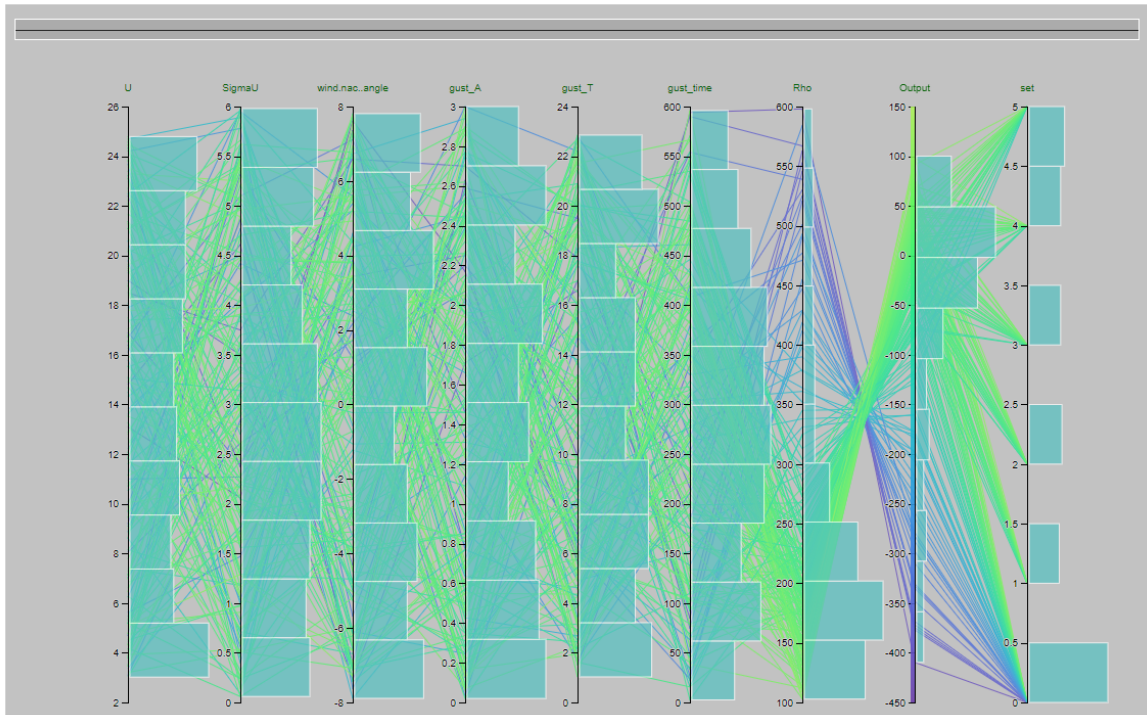 U SigmaU wind.nac..angle gust_A gust_T gust_time Rho Output set
26 6 8 3 24 600 600 150 5
24 5.5 6 2.8 22 550 550 100 4.5
22 5 4 2.6 20 500 500 50 4
20 4.5 2 2.4 18 450 450 0 3.5
18 4 0 2.2 16 400 400 -50 3
16 3.5 -2 2 14 350 350 -100 2.5
14 3 -4 1.8 12 300 300 -150 2
12 2.5 -6 1.6 10 250 250 -200 1.5
10 2 -8 1.4 8 200 200 -250 1
8 1.5 1.2 6 150 150 -300 0.5
6 1 1 4 100 100 -350 0
4 0.5 0.8 2 50 -400
2 0 0.6 0 0 -450
0.4
0.2
0